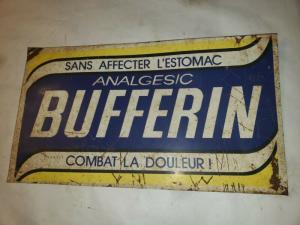 SANS AFFECTER L'ESTOMAC
ANALGESIC
BUFFERIN
COMBAT LA DOULEUR!